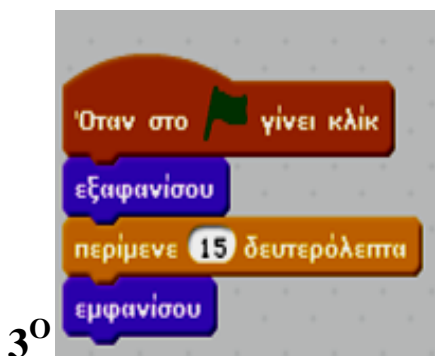 Όταν στο γίνει κλίκ
εξαφανίσου
περίμενε 15 δευτερόλεπτα
εμφανίσου
3ο